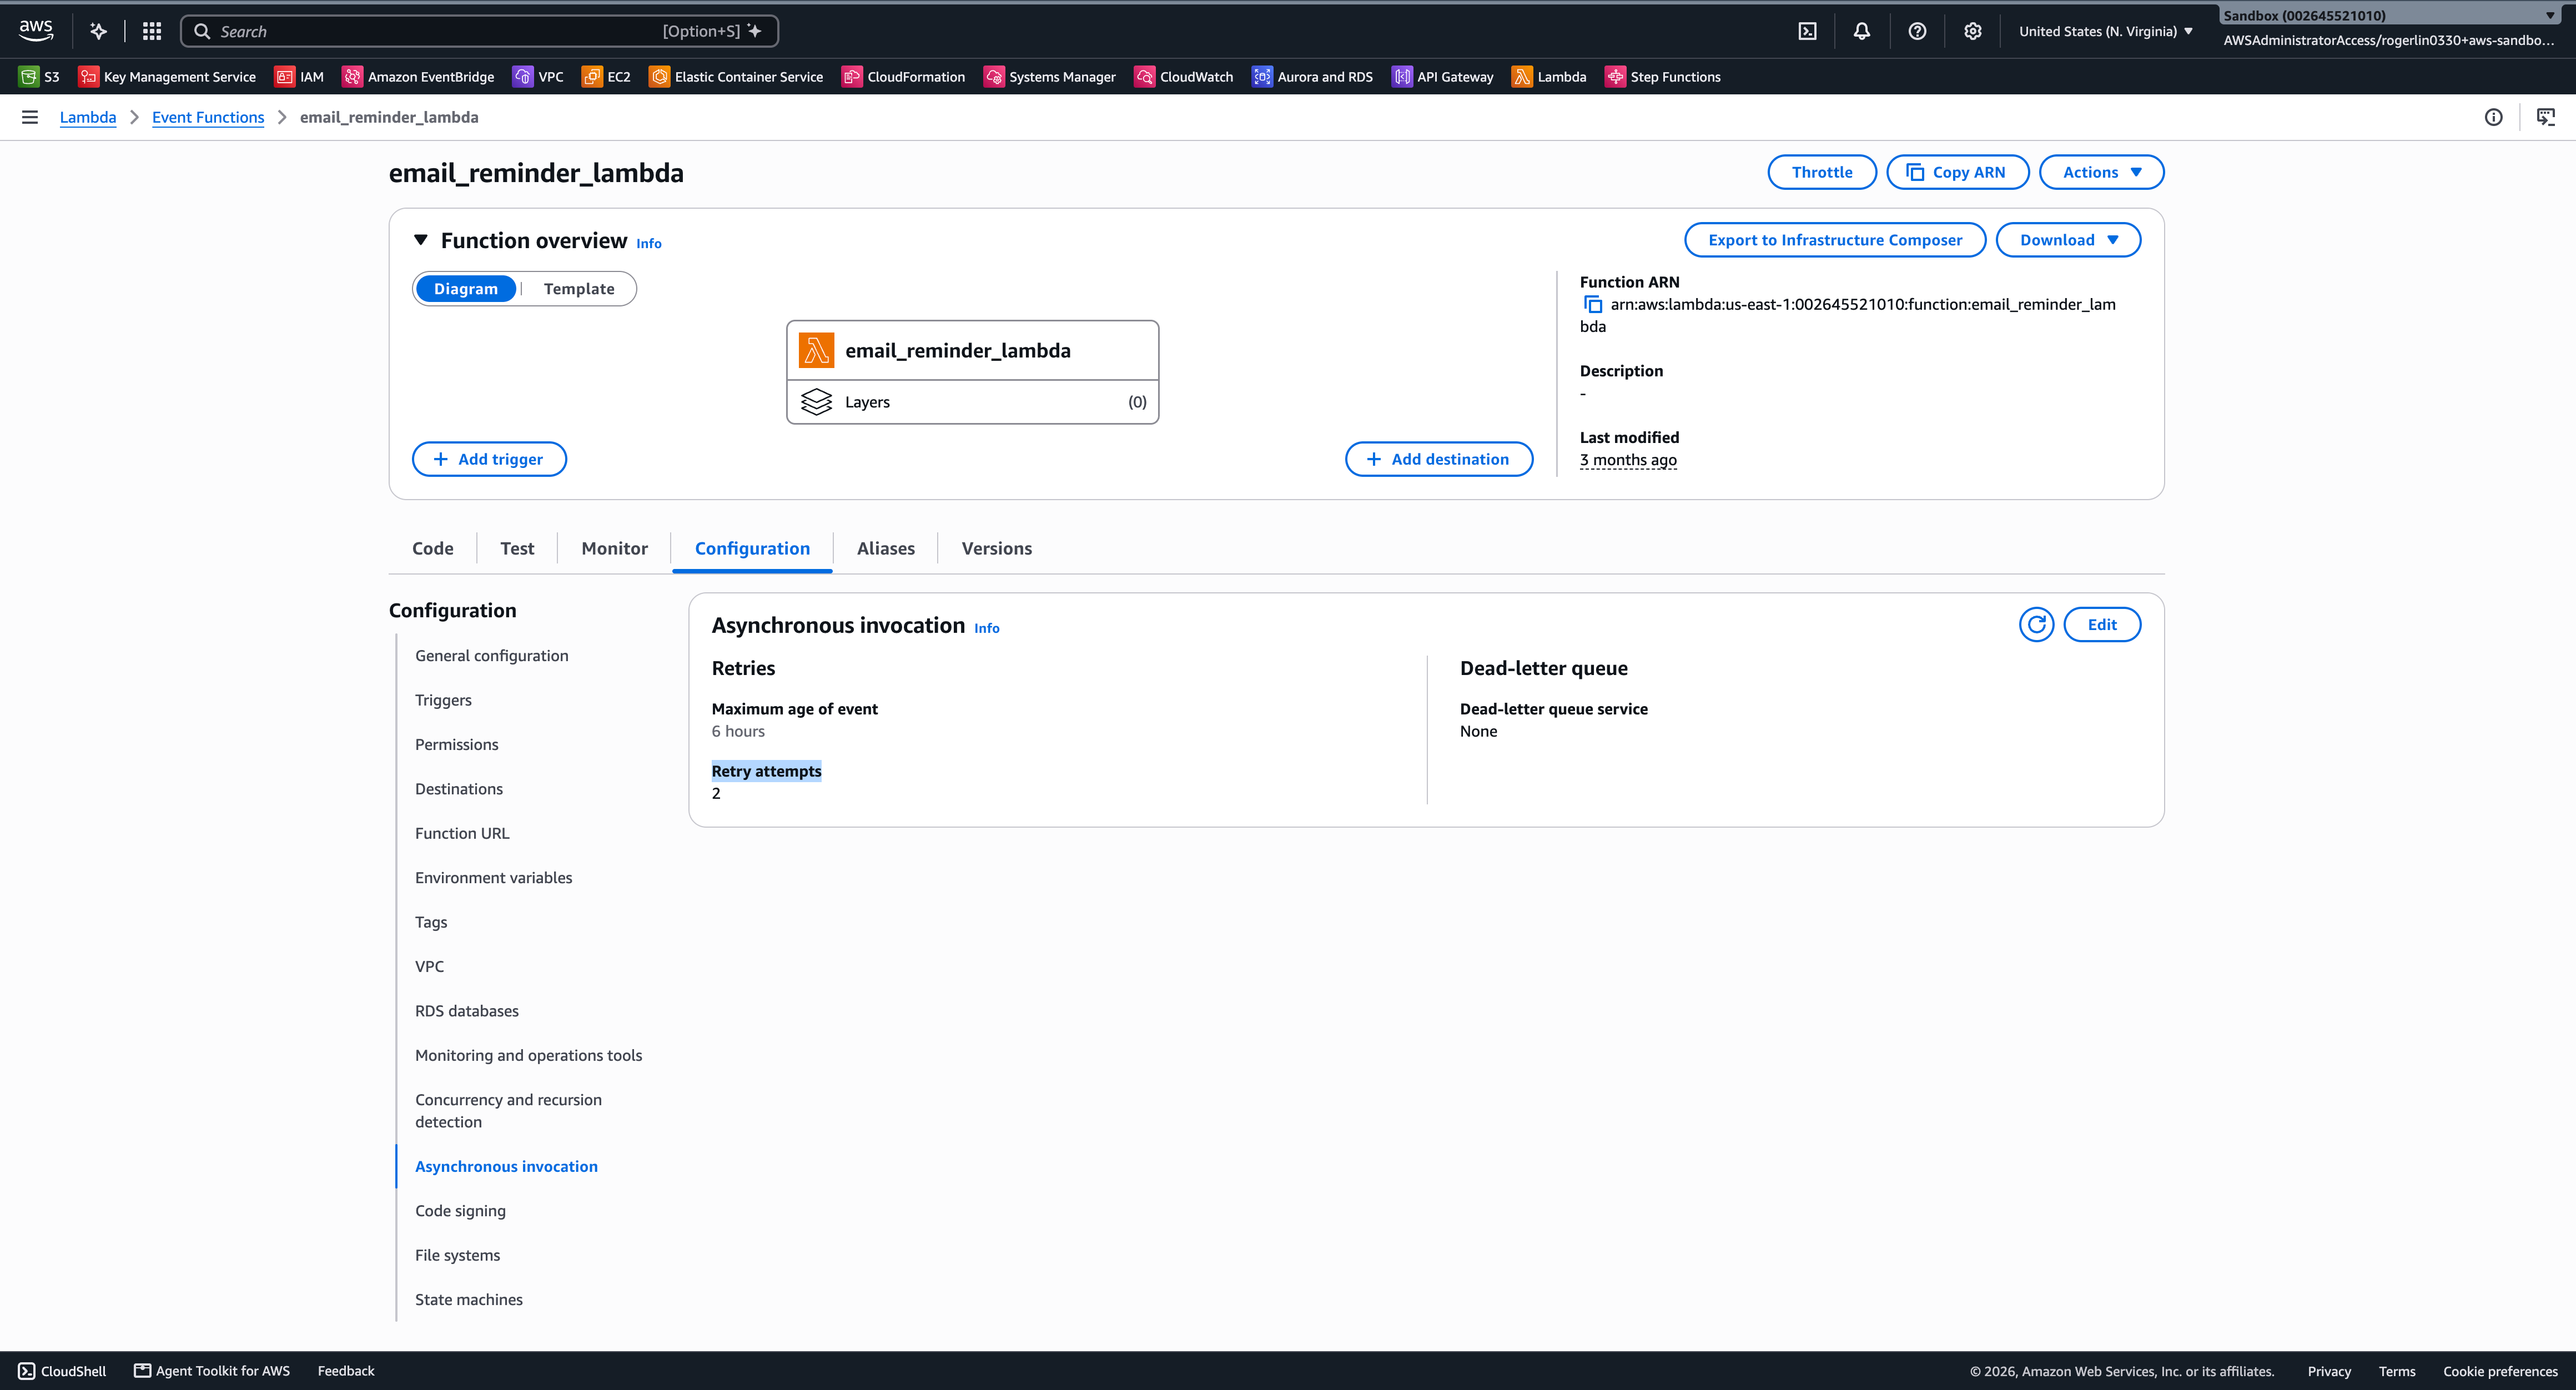 aws
Search [Option+S]
United States (N. Virginia)
Sandbox (002645521010)
AWSAdministratorAccess/rogerlin0330+aws-sandbo...
S3 Key Management Service IAM Amazon EventBridge VPC EC2 Elastic Container Service CloudFormation Systems Manager CloudWatch Aurora and RDS API Gateway Lambda Step Functions
Lambda Event Functions email_reminder_lambda
email_reminder_lambda
Throttle Copy ARN Actions
Function overview Info
Export to Infrastructure Composer Download
Diagram Template
email_reminder_lambda
Layers (0)
Add trigger
Add destination
Function ARN
arn:aws:lambda:us-east-1:002645521010:function:email_reminder_lam
bda
Description
-
Last modified
3 months ago
Code Test Monitor Configuration Aliases Versions
Configuration
General configuration
Triggers
Permissions
Destinations
Function URL
Environment variables
Tags
VPC
RDS databases
Monitoring and operations tools
Concurrency and recursion
detection
Asynchronous invocation
Code signing
File systems
State machines
Asynchronous invocation Info
Edit
Retries
Maximum age of event
6 hours
Retry attempts
2
Dead-letter queue
Dead-letter queue service
None
CloudShell Agent Toolkit for AWS Feedback
© 2026, Amazon Web Services, Inc. or its affiliates. Privacy Terms Cookie preferences